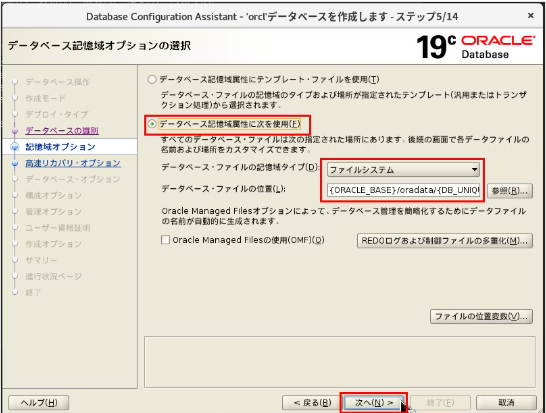 Database Configuration Assistant - 'orcl'データベースを作成します - ステップ5/14
×
データベース記憶域オプションの選択
19c ORACLE
Database
データベース操作
作成モード
デプロイ・タイプ
データベースの識別
記憶域オプション
高速リカバリ・オプション
データベース・オプション
構成オプション
管理オプション
ユーザー資格証明
作成オプション
サマリー
進行状況ページ
終了
データベース記憶域属性にテンプレート・ファイルを使用(T)
データベース・ファイルの記憶域のタイプおよび場所が指定されたテンプレート(汎用またはトランザ
クション処理)から選択されます.
データベース記憶域属性に次を使用(F)
すべてのデータベース・ファイルは次の指定された場所にあります. 後続の画面で各データファイルの
名前および場所をカスタマイズできます.
データベース・ファイルの記憶域タイプ(D): ファイルシステム
データベース・ファイルの位置(L): {ORACLE_BASE}/oradata/{DB_UNIQU 参照(R)...
Oracle Managed Filesオプションによって, データベース管理を簡略化するためにデータファイル
の名前が自動的に生成されます.
Oracle Managed Filesの使用(OMF)(O) REDOログおよび制御ファイルの多重化(M)...
ファイルの位置変数(V)...
ヘルプ(H) < 戻る(B) 次へ(N) > 終了(F) 取消